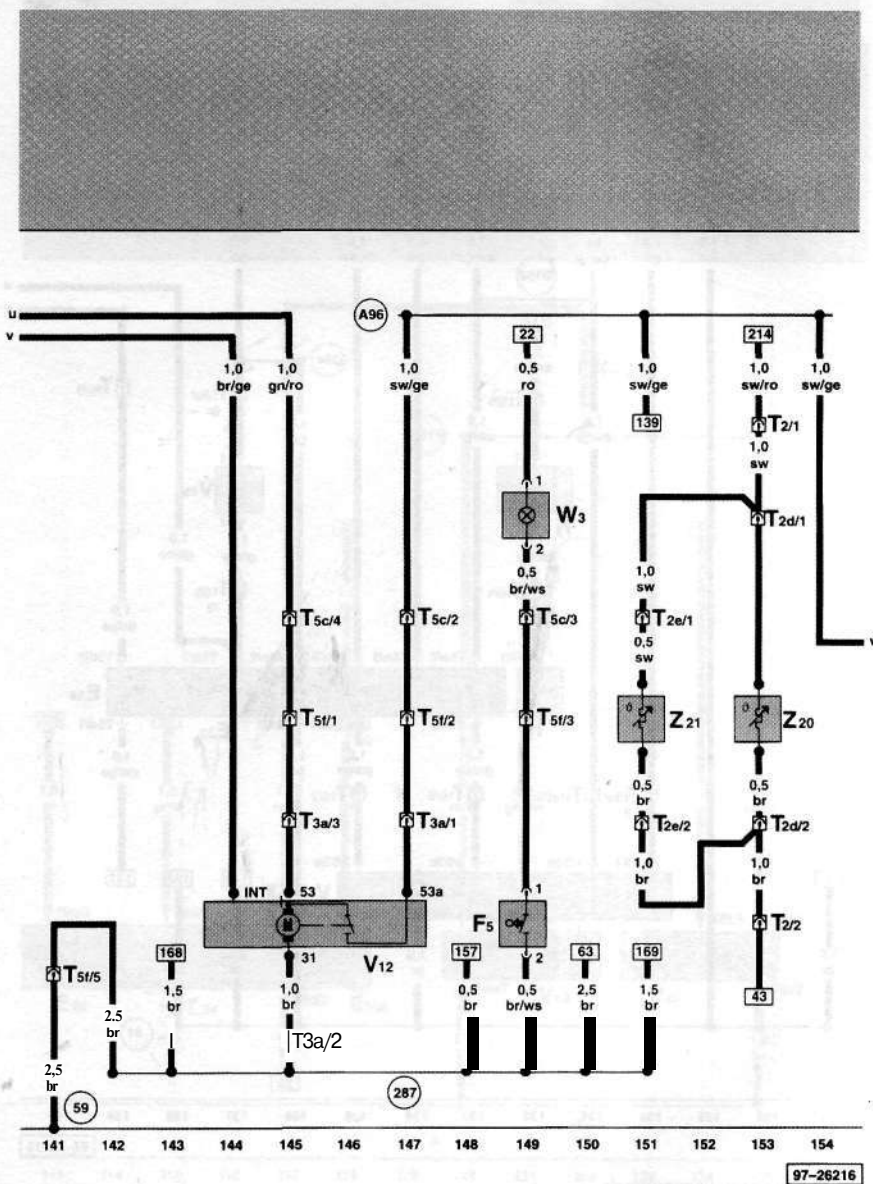 u
A96
v
22
214
1,0 1,0 1,0 0,5 1,0 1,0 1,0
br/ge gn/ro sw/ge ro sw/ge sw/ro sw/ge
139
T2/1
1,0
sw
1
W3
T2d/1
2
0,5
br/ws
1,0
sw
T5c/4 T5c/2 T5c/3 T2e/1
0,5
sw
v
T5f/1 T5f/2 T5f/3 Z21 Z20
0,5 0,5
br br
T3a/3 T3a/1 T2e/2 T2d/2
1,0 1,0
br br
INT 53 53a 1
M
F5
T2/2
31
V12
2
168 157 63 169
T5f/5
1,5 1,0 0,5 0,5 2,5 1,5
br br br br/ws br br
43
2.5
br
T3a/2
2,5
br
59
287
141 142 143 144 145 146 147 148 149 150 151 152 153 154
97-26216